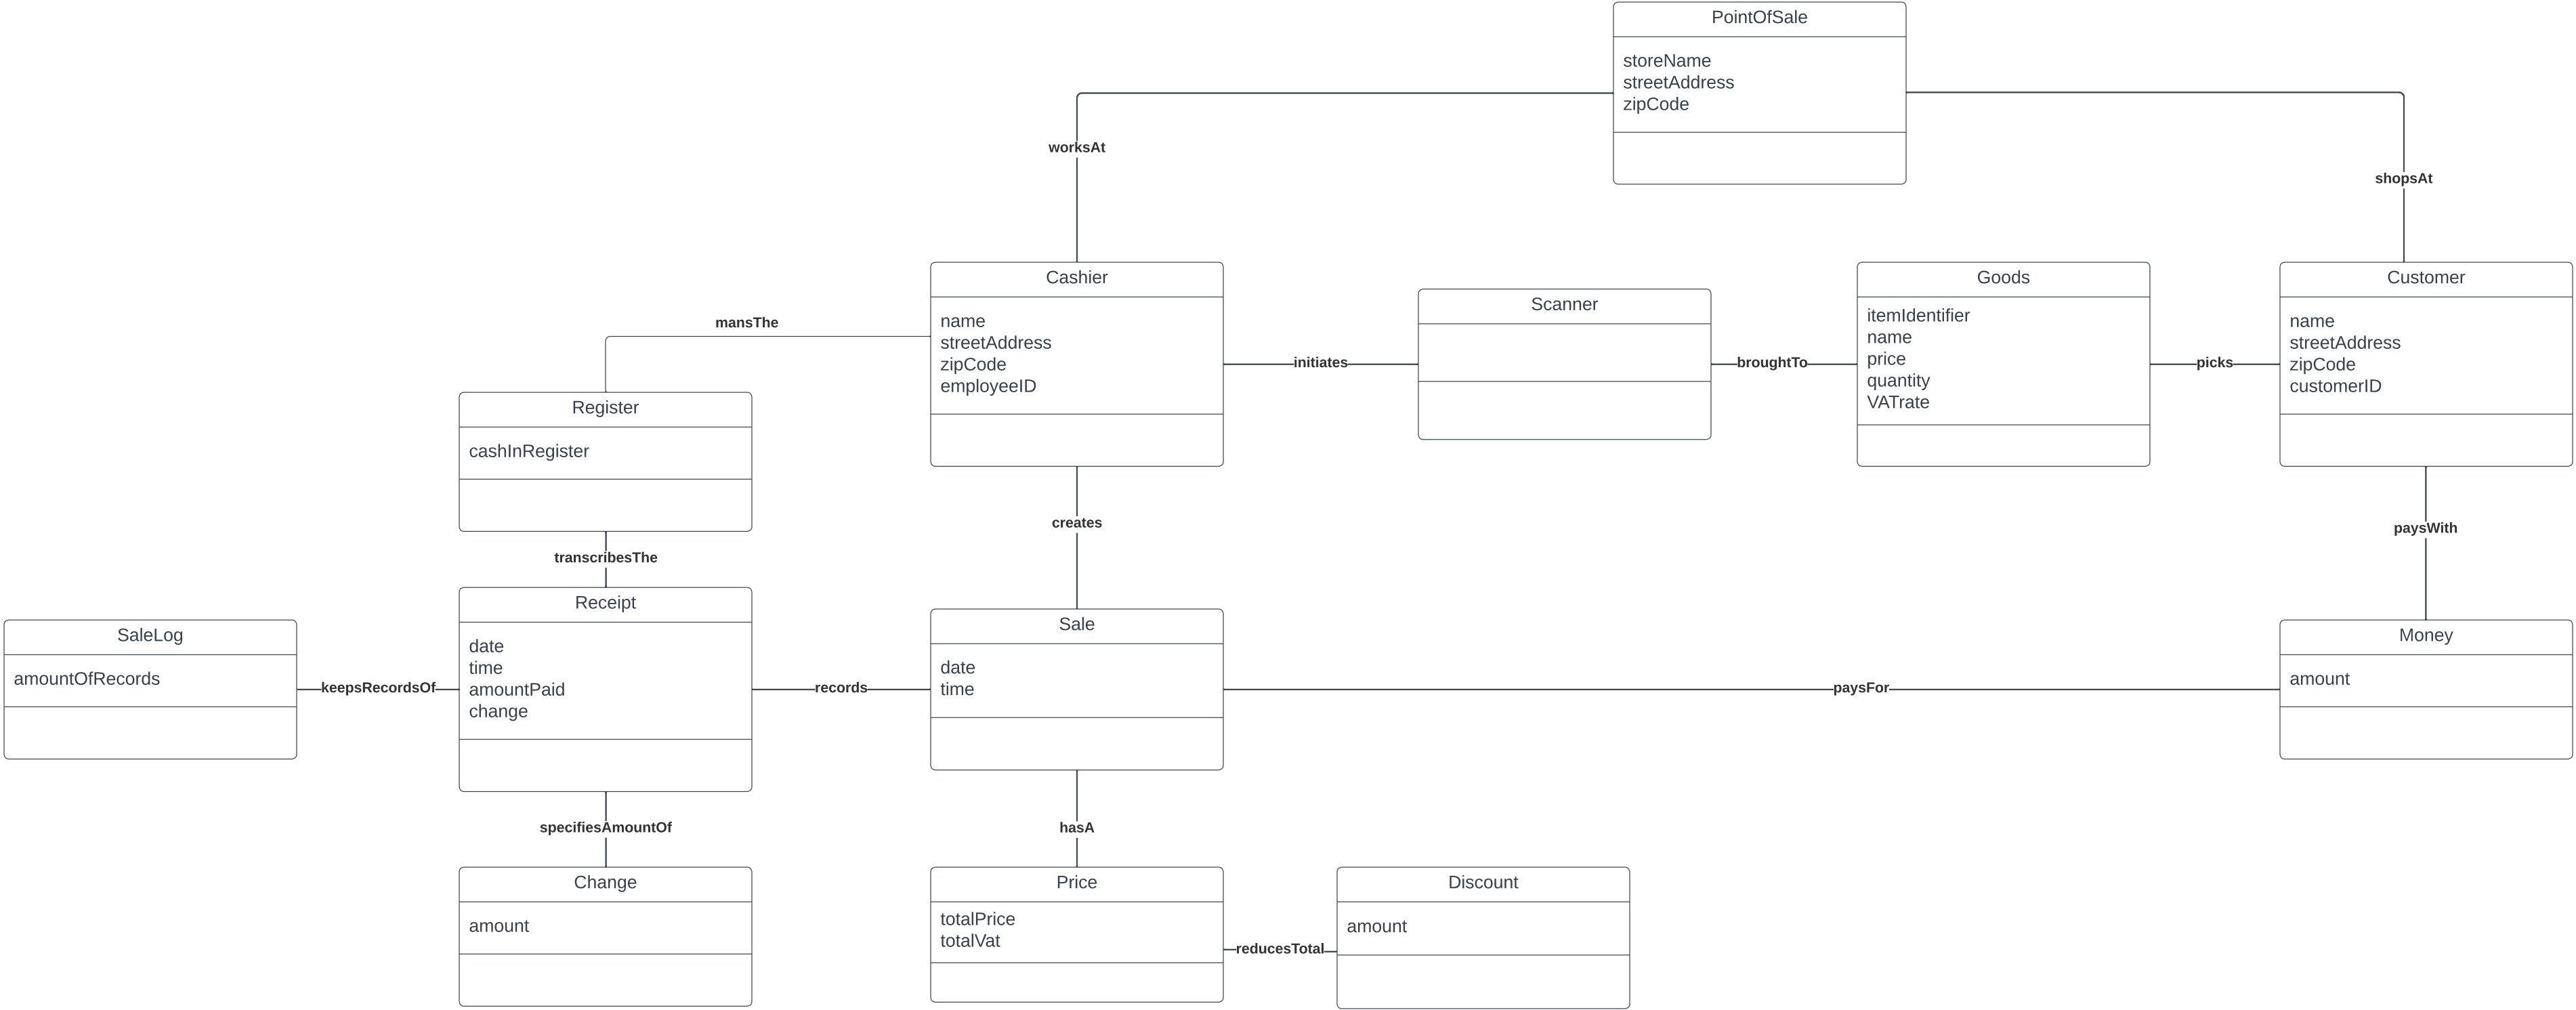 PointOfSale
storeName
streetAddress
zipCode
worksAt
shopsAt
Cashier
name
streetAddress
zipCode
employeeID
Scanner
Goods
itemIdentifier
name
price
quantity
VATrate
Customer
name
streetAddress
zipCode
customerID
mansThe
initiates
broughtTo
picks
Register
cashInRegister
creates
paysWith
transcribesThe
SaleLog
amountOfRecords
keepsRecordsOf
Receipt
date
time
amountPaid
change
records
Sale
date
time
paysFor
Money
amount
specifiesAmountOf
hasA
Change
amount
Price
totalPrice
totalVat
reducesTotal
Discount
amount